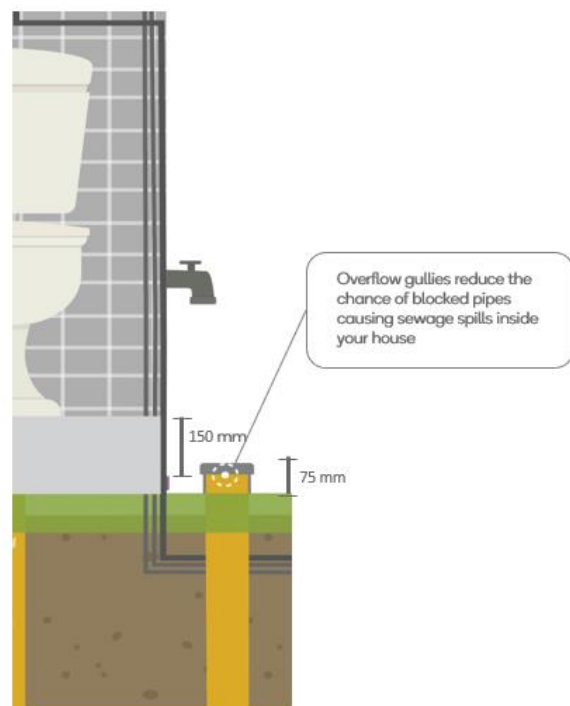 Overflow gullies reduce the
chance of blocked pipes
causing sewage spills inside
your house
150 mm
75 mm